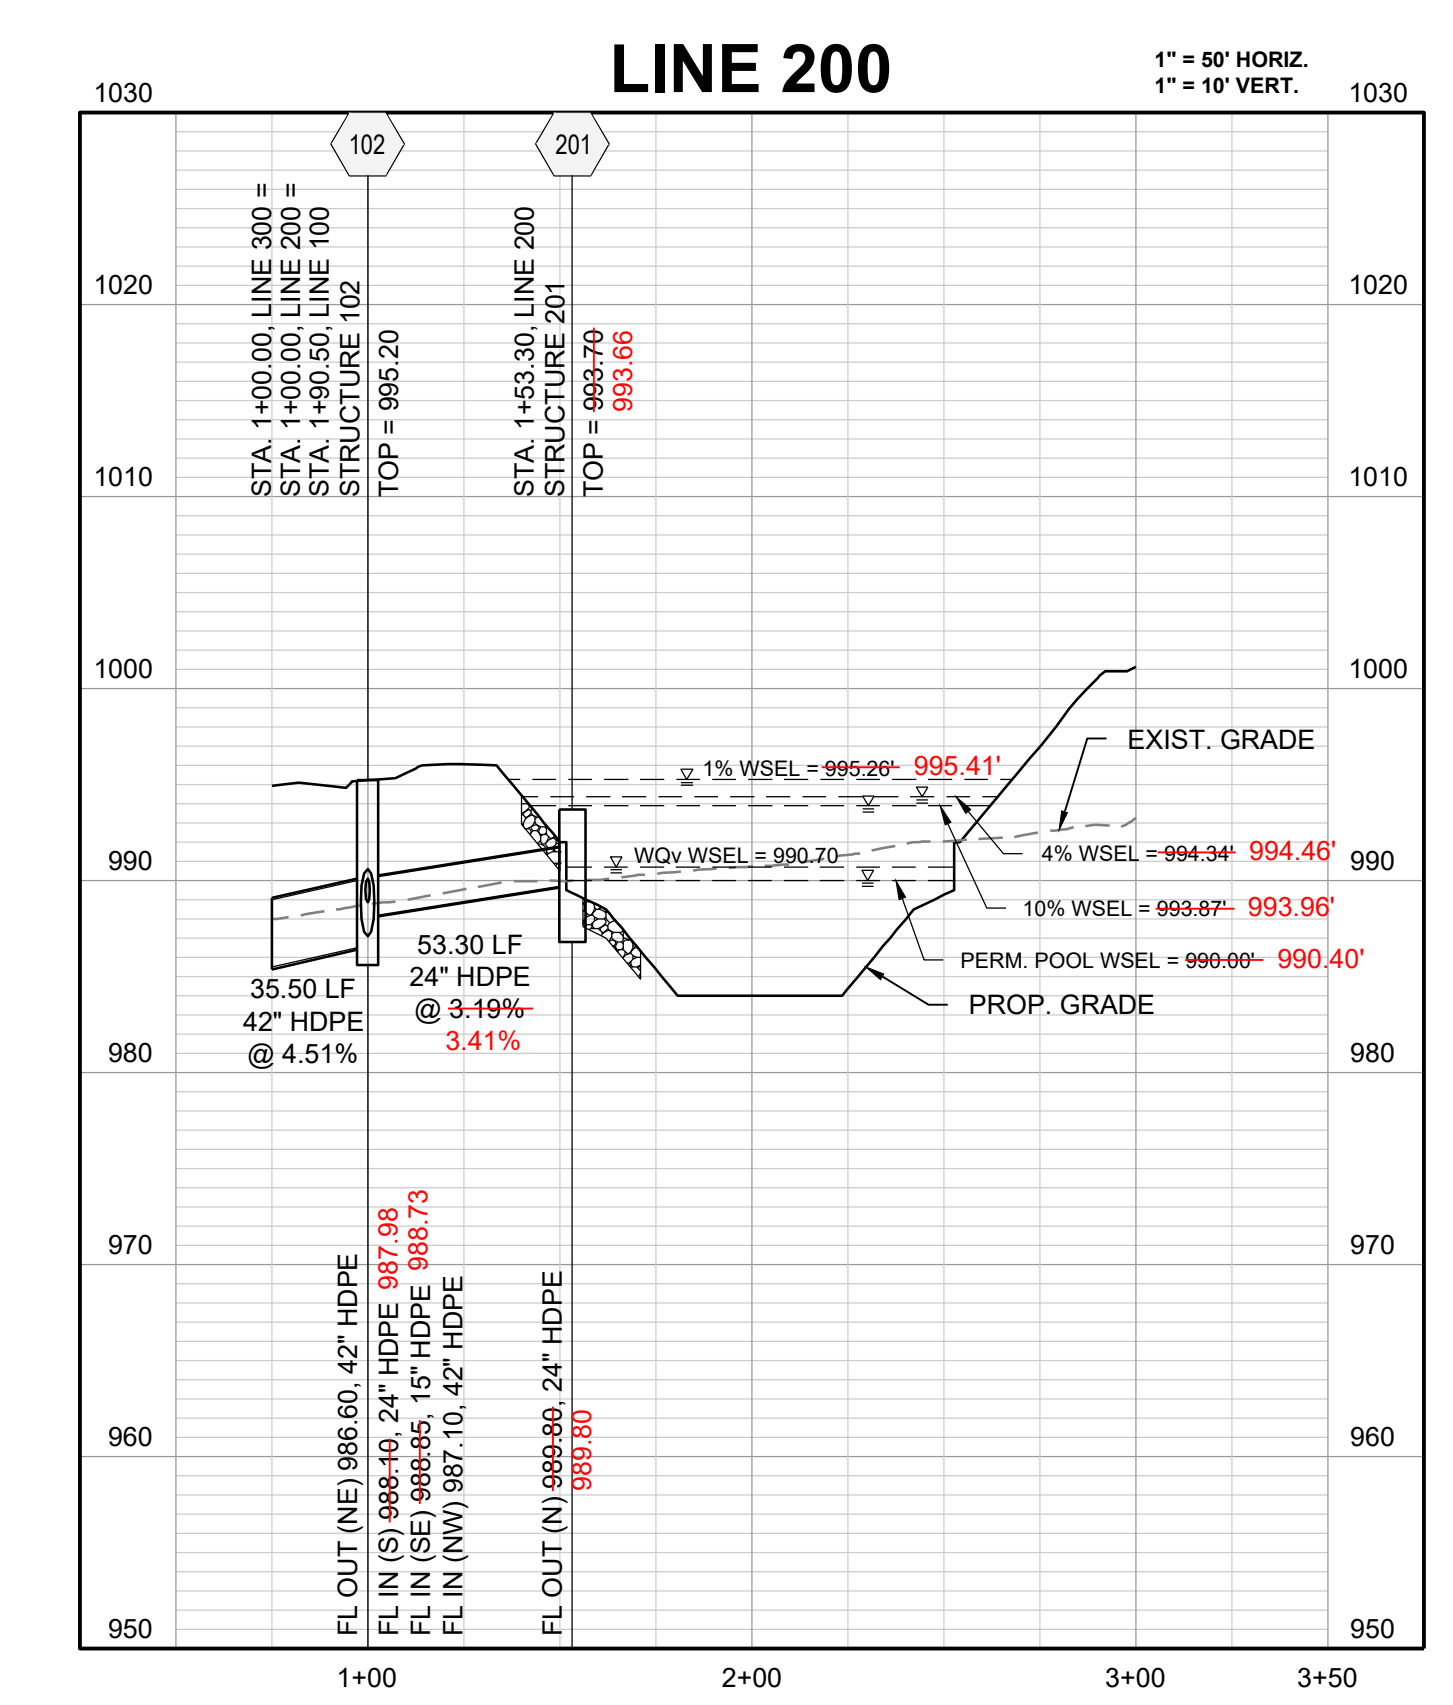 LINE 200
1" = 50' HORIZ.
1" = 10' VERT.
1030
1030
102
201
STA. 1+00.00, LINE 300 =
STA. 1+00.00, LINE 200 =
STA. 1+90.50, LINE 100
STRUCTURE 102
TOP = 995.20
STA. 1+53.30, LINE 200
STRUCTURE 201
TOP = 993.70
993.66
1020
1020
1010
1010
1000
1000
EXIST. GRADE
1% WSEL = 995.26' 995.41'
WQv WSEL = 990.70
4% WSEL = 994.34' 994.46'
990
990
10% WSEL = 993.87' 993.96'
PERM. POOL WSEL = 990.00' 990.40'
PROP. GRADE
53.30 LF
24" HDPE
@ 3.19%
3.41%
35.50 LF
42" HDPE
@ 4.51%
980
980
970
970
FL OUT (NE) 986.60, 42" HDPE
FL IN (S) 988.10, 24" HDPE 987.98
FL IN (SE) 988.85, 15" HDPE 988.73
FL IN (NW) 987.10, 42" HDPE
FL OUT (N) 989.80, 24" HDPE
989.80
960
960
950
950
1+00
2+00
3+00
3+50